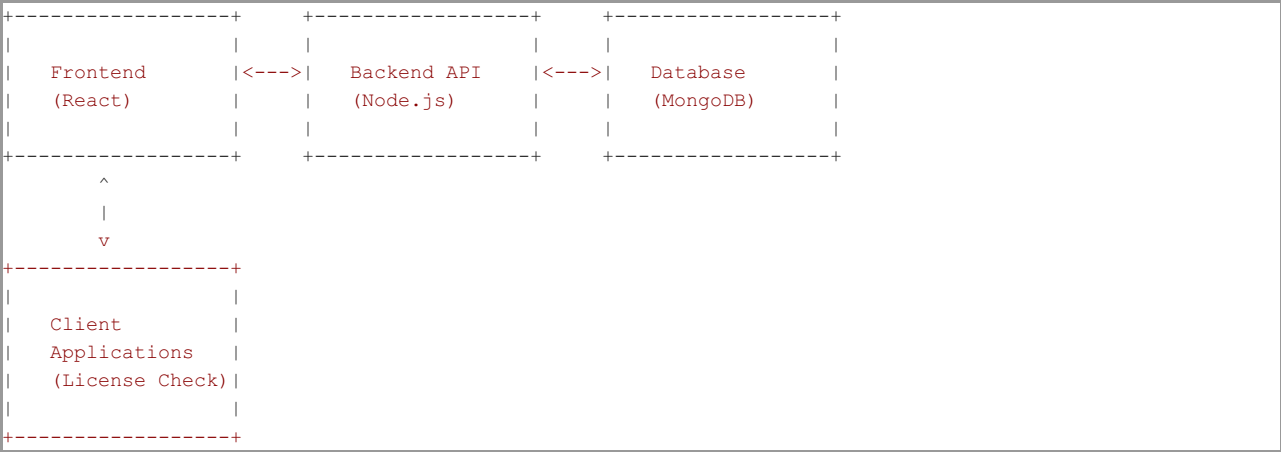 +------------------+     +------------------+     +------------------+
|                  |     |                  |     |                  |
|   Frontend       |<--->|   Backend API    |<--->|   Database       |
|   (React)        |     |   (Node.js)      |     |   (MongoDB)      |
|                  |     |                  |     |                  |
+------------------+     +------------------+     +------------------+
        ^
        |
        v
+------------------+
|                  |
|   Client         |
|   Applications   |
|   (License Check)|
|                  |
+------------------+